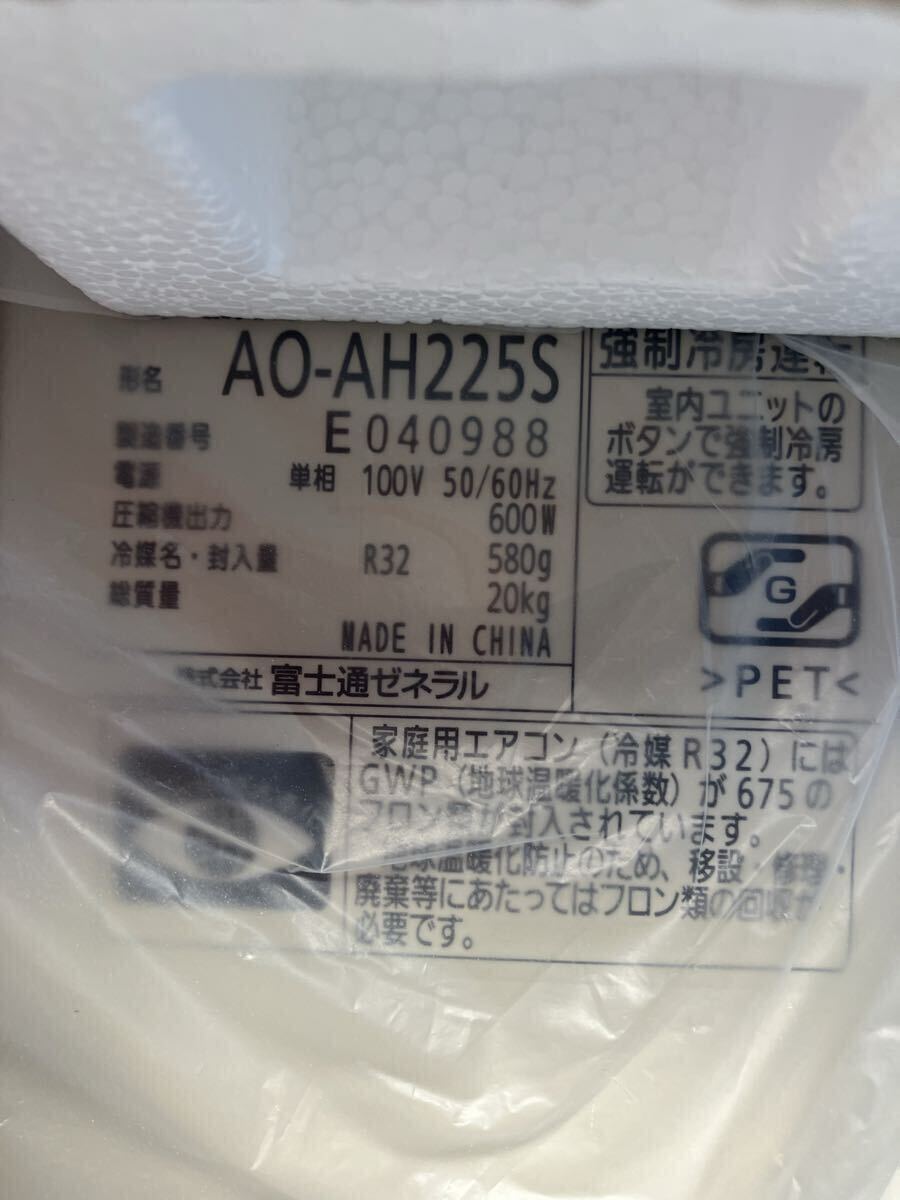 形名 AO-AH225S
製造番号 E040988
電源 単相 100V 50/60Hz
圧縮機出力 600W
冷媒名・封入量 R32 580g
総質量 20kg
MADE IN CHINA
株式会社 富士通ゼネラル
強制冷房運転
室内ユニットの
ボタンで強制冷房
運転ができます。
G
>PET<
家庭用エアコン(冷媒R32)には
GWP(地球温暖化係数)が675の
フロン類が封入されています。
地球温暖化防止のため、移設・修理・
廃棄等にあたってはフロン類の回収が
必要です。